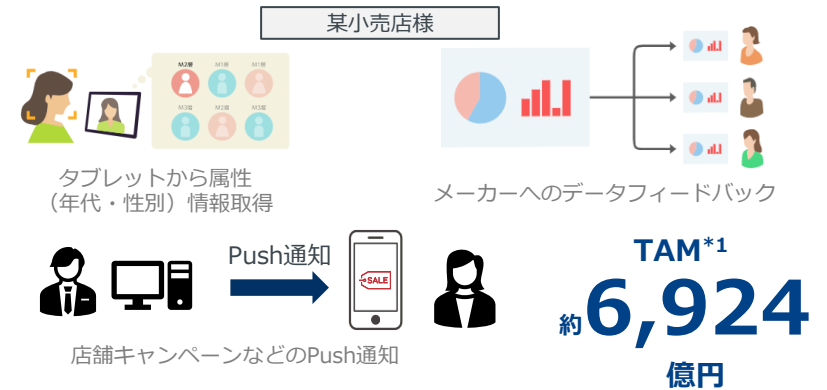 某小売店様
M2層 M1層 M1層
M3層 M2層 M3層
タブレットから属性
（年代・性別）情報取得
メーカーへのデータフィードバック
Push通知
SALE
店舗キャンペーンなどのPush通知
TAM*1
約6,924
億円